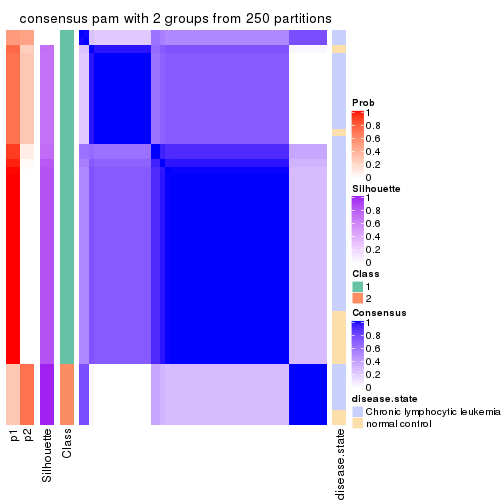 consensus pam with 2 groups from 250 partitions
Prob
1
0.8
0.6
0.4
0.2
0
Silhouette
1
0.8
0.6
0.4
0.2
0
Class
1
2
Consensus
1
0.8
0.6
0.4
0.2
0
disease.state
Chronic lymphocytic leukemia
normal control
p1
p2
Silhouette
Class
disease.state